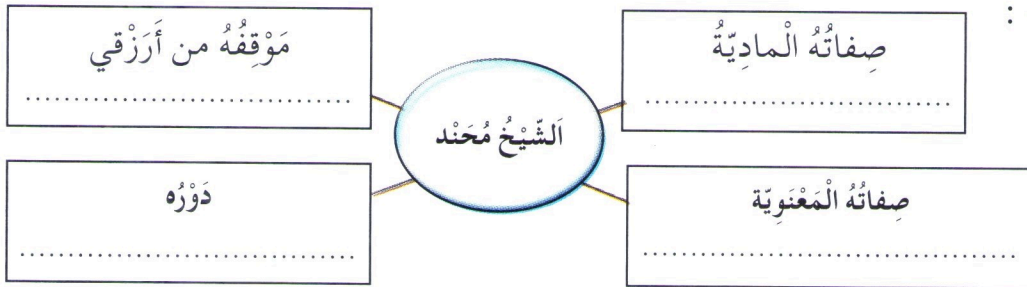 :
صِفاتُهُ الْمادِيّةُ
................................
مَوْقِفُهُ من أَرَزْقي
..................................
اَلشّيْخُ مُحَنْد
صِفاتُهُ الْمَعْنَوِيّة
.......................................
دَوْرُه
...................................